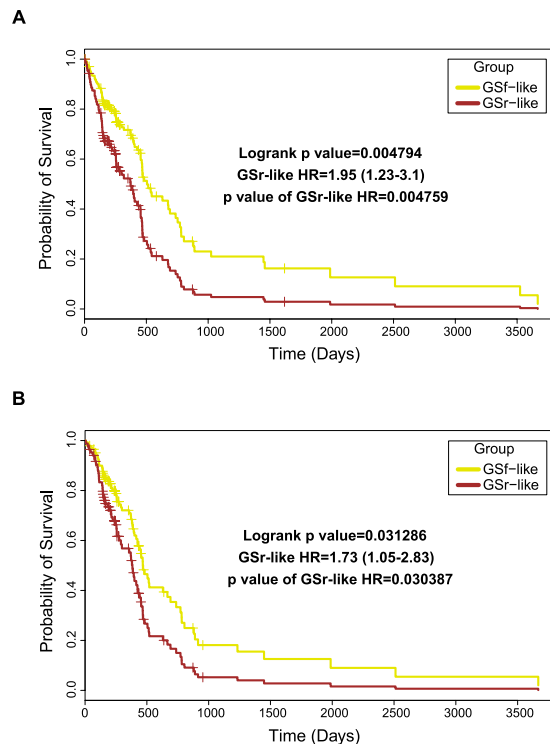 A
Group
GSf-like
GSr-like
Logrank p value=0.004794
GSr-like HR=1.95 (1.23-3.1)
p value of GSr-like HR=0.004759
Probability of Survival
0.0 0.2 0.4 0.6 0.8 1.0
0 500 1000 1500 2000 2500 3000 3500
Time (Days)
B
Group
GSf-like
GSr-like
Logrank p value=0.031286
GSr-like HR=1.73 (1.05-2.83)
p value of GSr-like HR=0.030387
Probability of Survival
0.0 0.2 0.4 0.6 0.8 1.0
0 500 1000 1500 2000 2500 3000 3500
Time (Days)